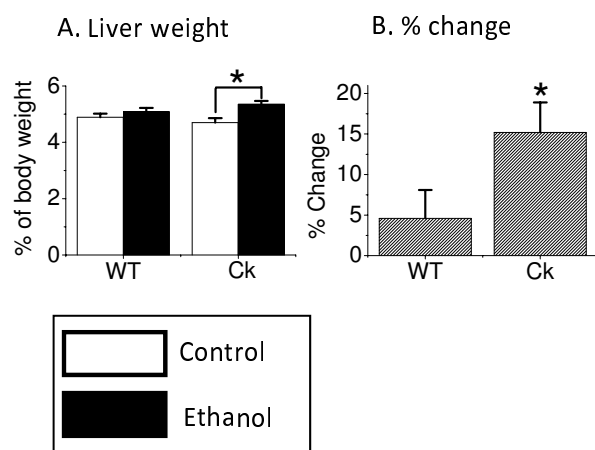 A. Liver weight
B. % change
% of body weight
6
4
2
0
*
WT
Ck
% Change
20
15
10
5
0
*
WT
Ck
Control
Ethanol